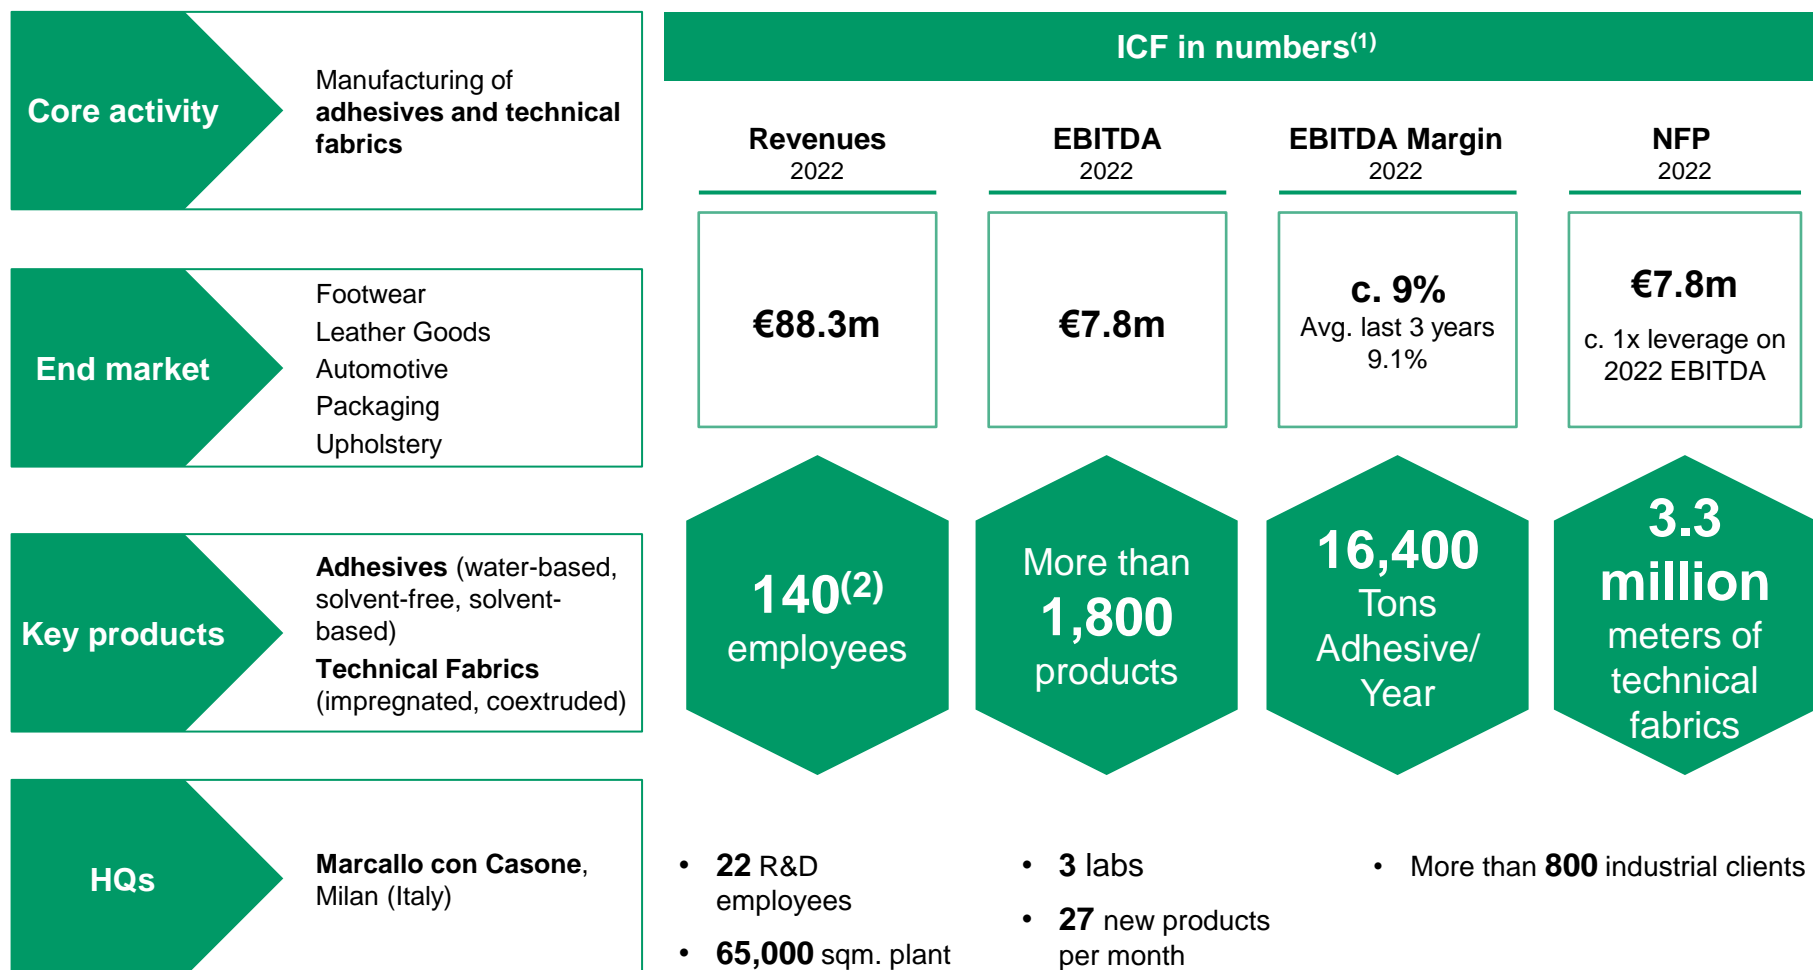 Core activity
Manufacturing of
adhesives and technical
fabrics
End market
Footwear
Leather Goods
Automotive
Packaging
Upholstery
Key products
Adhesives (water-based,
solvent-free, solvent-
based)
Technical Fabrics
(impregnated, coextruded)
HQs
Marcallo con Casone,
Milan (Italy)
ICF in numbers(1)
Revenues
2022
€88.3m
EBITDA
2022
€7.8m
EBITDA Margin
2022
c. 9%
Avg. last 3 years
9.1%
NFP
2022
€7.8m
c. 1x leverage on
2022 EBITDA
140(2)
employees
More than
1,800
products
16,400
Tons
Adhesive/
Year
3.3
million
meters of
technical
fabrics
• 22 R&D
employees
• 65,000 sqm. plant
• 3 labs
• 27 new products
per month
• More than 800 industrial clients